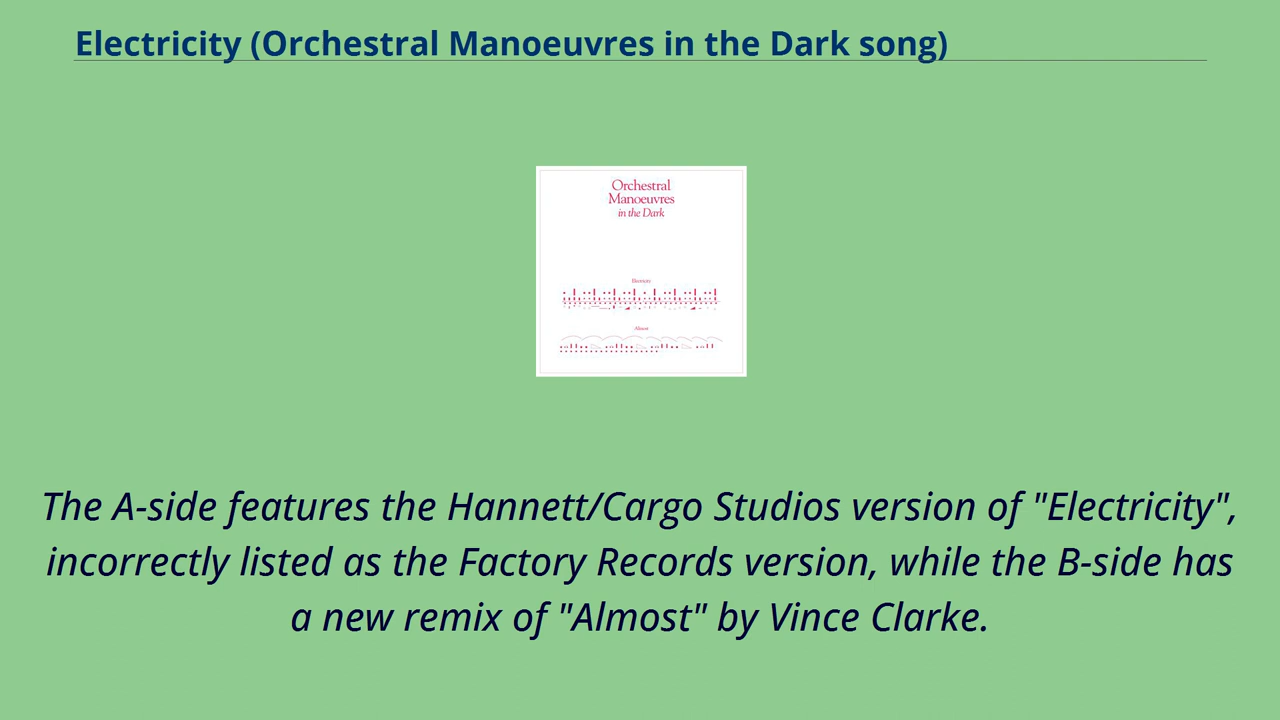 Electricity (Orchestral Manoeuvres in the Dark song)
Orchestral
Manoeuvres
in the Dark
Electricity
Almost
The A-side features the Hannett/Cargo Studios version of "Electricity",
incorrectly listed as the Factory Records version, while the B-side has
a new remix of "Almost" by Vince Clarke.